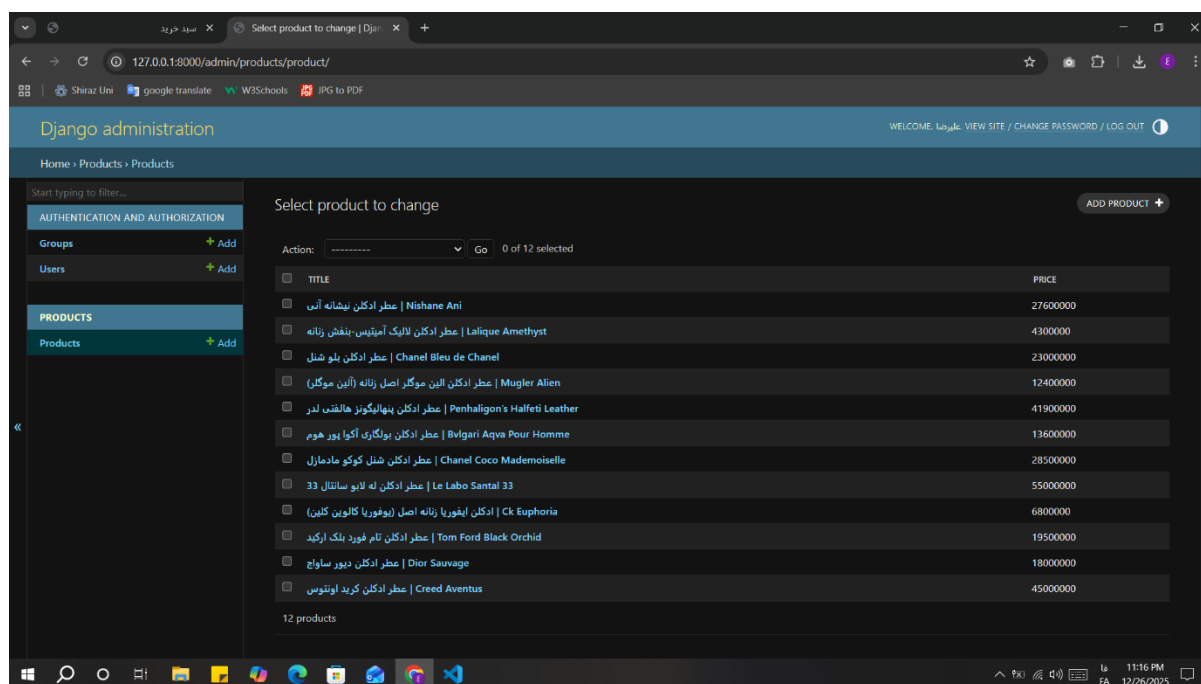 سبد خرید
Select product to change | Djan
127.0.0.1:8000/admin/products/product/
Shiraz Uni google translate W3Schools JPG to PDF
Django administration
WELCOME, علیرضا. VIEW SITE / CHANGE PASSWORD / LOG OUT
Home › Products › Products
Start typing to filter...
AUTHENTICATION AND AUTHORIZATION
Groups + Add
Users + Add
PRODUCTS
Products + Add
Select product to change
ADD PRODUCT +
Action: --------- Go 0 of 12 selected
TITLE PRICE
Nishane Ani | عطر ادکلن نیشانه آنی 27600000
Lalique Amethyst | عطر ادکلن لالیک آمیتیس-بنفش زنانه 4300000
Chanel Bleu de Chanel | عطر ادکلن بلو شنل 23000000
Mugler Alien | عطر ادکلن الین موگلر اصل زنانه (آلین موگلر) 12400000
Penhaligon's Halfeti Leather | عطر ادکلن پنهالیگونز هالفتی لدر 41900000
Bvlgari Aqva Pour Homme | عطر ادکلن بولگاری آکوا پور هوم 13600000
Chanel Coco Mademoiselle | عطر ادکلن شنل کوکو مادمازل 28500000
Le Labo Santal 33 | عطر ادکلن له لابو سانتال 33 55000000
Ck Euphoria | ادکلن ایفوریا زنانه اصل (یوفوریا کالوین کلین) 6800000
Tom Ford Black Orchid | عطر ادکلن تام فورد بلک ارکید 19500000
Dior Sauvage | عطر ادکلن دیور ساواج 18000000
Creed Aventus | عطر ادکلن کرید اونتوس 45000000
12 products
فا 11:16 PM
FA 12/26/2025